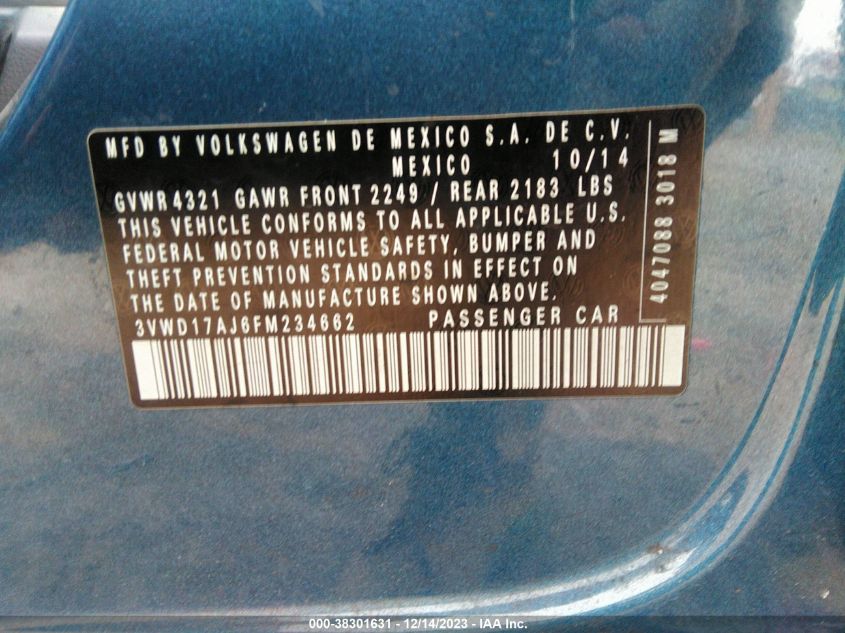 MFD BY VOLKSWAGEN DE MEXICO S.A. DE C.V.
MEXICO 10/14
GVWR 4321 GAWR FRONT 2249 / REAR 2183 LBS
THIS VEHICLE CONFORMS TO ALL APPLICABLE U.S.
FEDERAL MOTOR VEHICLE SAFETY, BUMPER AND
THEFT PREVENTION STANDARDS IN EFFECT ON
THE DATE OF MANUFACTURE SHOWN ABOVE.
3VWD17AJ6FM234662 PASSENGER CAR
4047088 3018 M
000-38301631 - 12/14/2023 - IAA Inc.